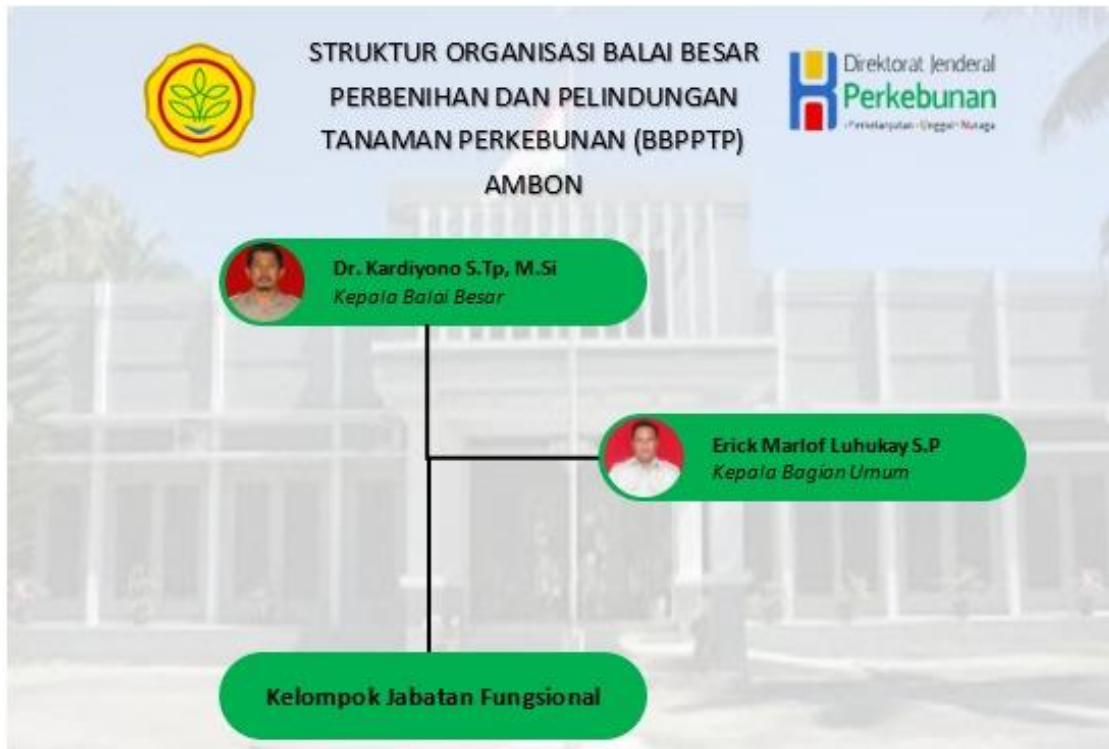 STRUKTUR ORGANISASI BALAI BESAR
PERBENIHAN DAN PELINDUNGAN
TANAMAN PERKEBUNAN (BBPPTP)
AMBON
Direktorat Jenderal
Perkebunan
Dr. Kardiyono S.Tp, M.Si
Kepala Balai Besar
Erick Marlof Luhukay S.P
Kepala Bagian Umum
Kelompok Jabatan Fungsional